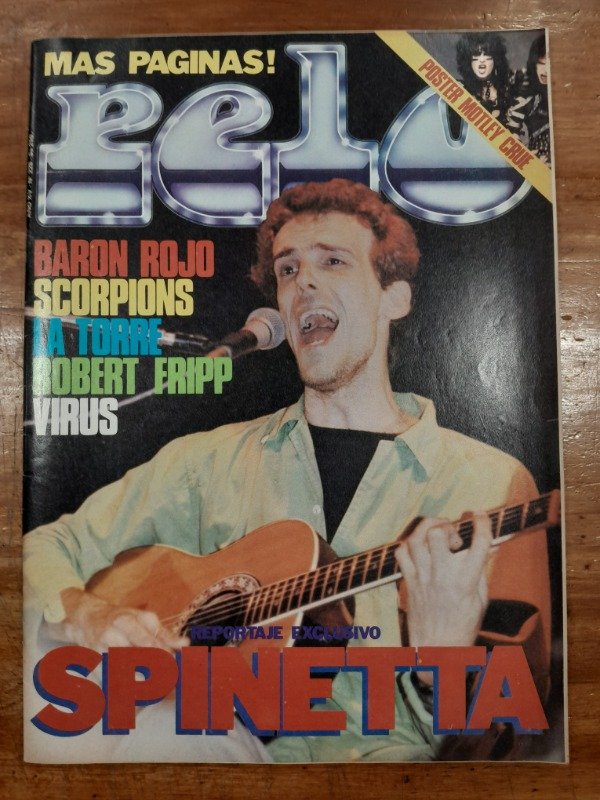 MAS PAGINAS!
pelo
POSTER MOTLEY CRUE
BARON ROJO
SCORPIONS
LA TORRE
ROBERT FRIPP
VIRUS
REPORTAJE EXCLUSIVO
SPINETTA